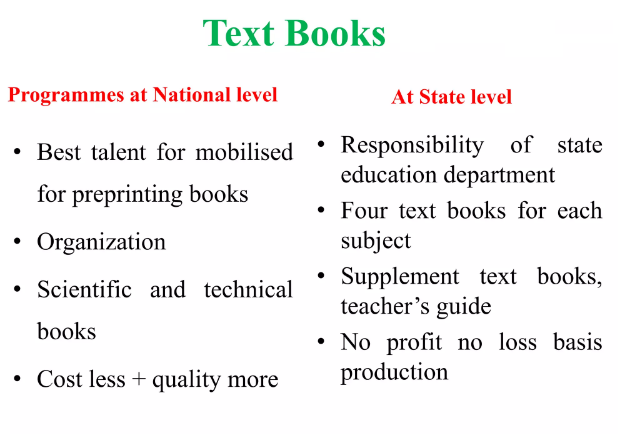 Text Books
Programmes at National level
• Best talent for mobilised
for preprinting books
• Organization
• Scientific and technical
books
• Cost less + quality more
At State level
• Responsibility of state
education department
• Four text books for each
subject
• Supplement text books,
teacher's guide
• No profit no loss basis
production